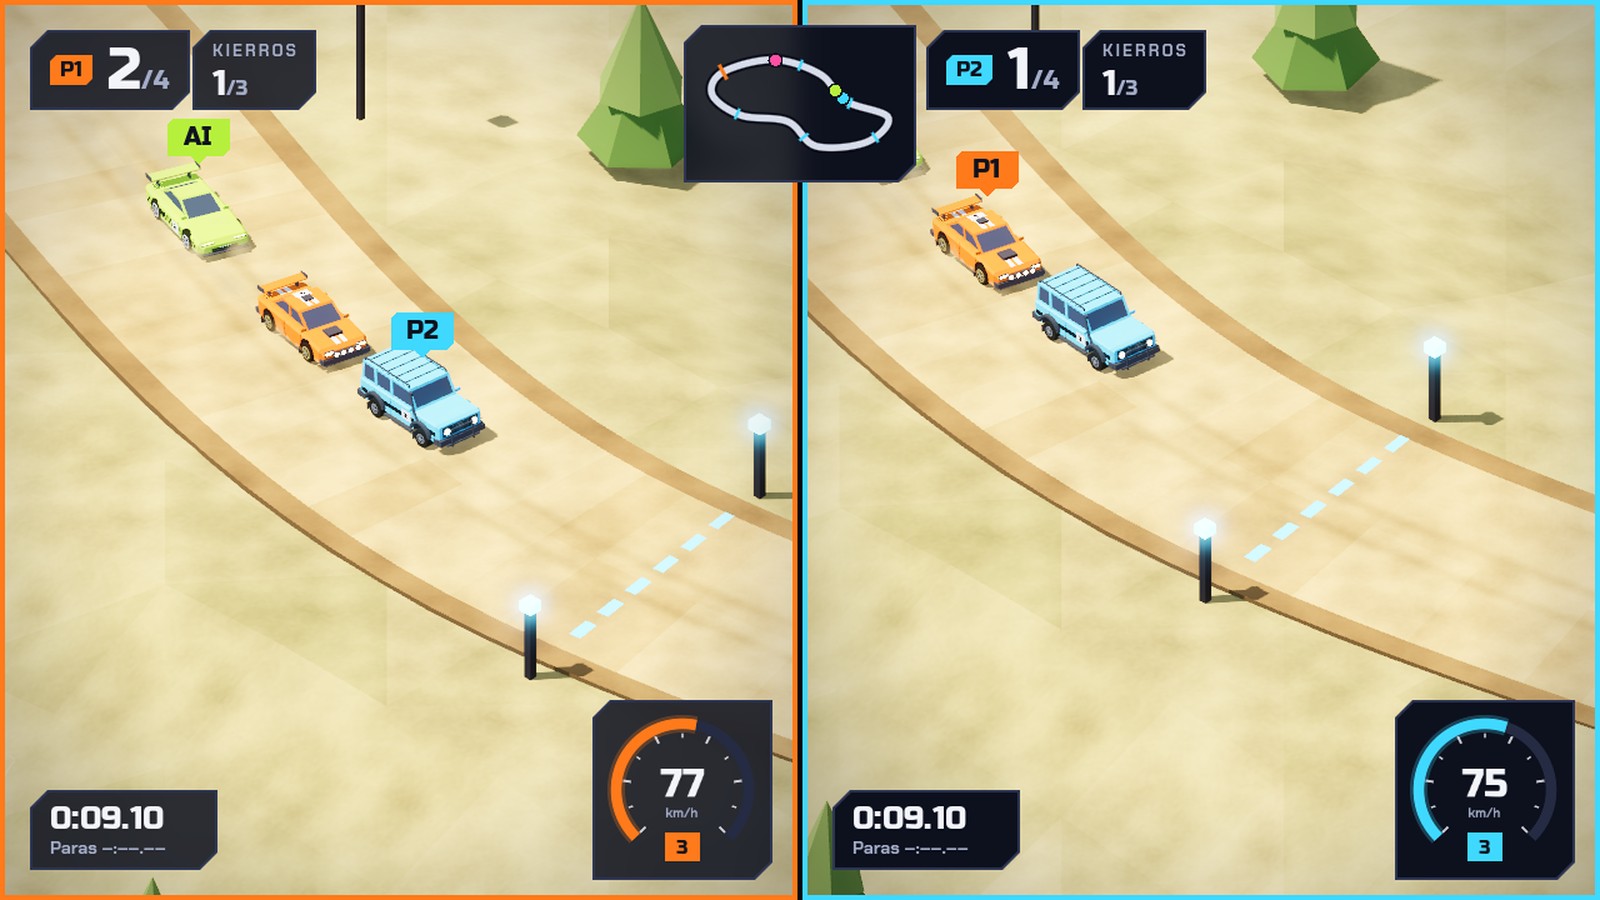 P1 2/4
KIERROS
1/3
AI
P2
77
km/h
3
0:09.10
Paras –:––.––
P2 1/4
KIERROS
1/3
P1
75
km/h
3
0:09.10
Paras –:––.––